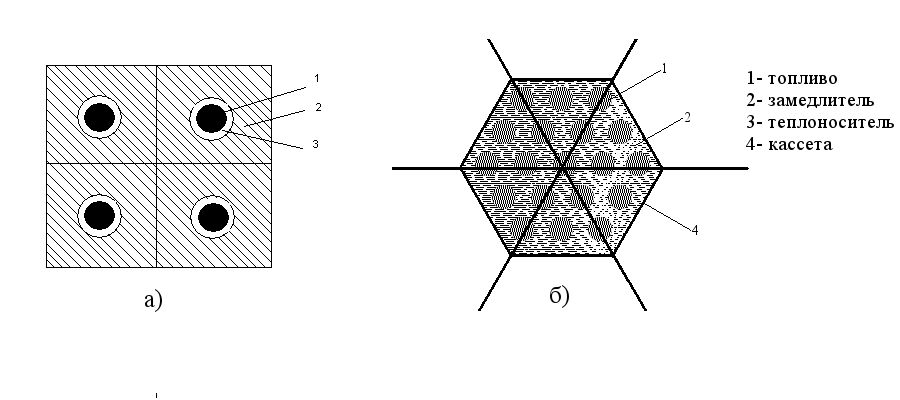 1
2
3
а)
1
2
4
б)
1- топливо
2- замедлитель
3- теплоноситель
4- кассета